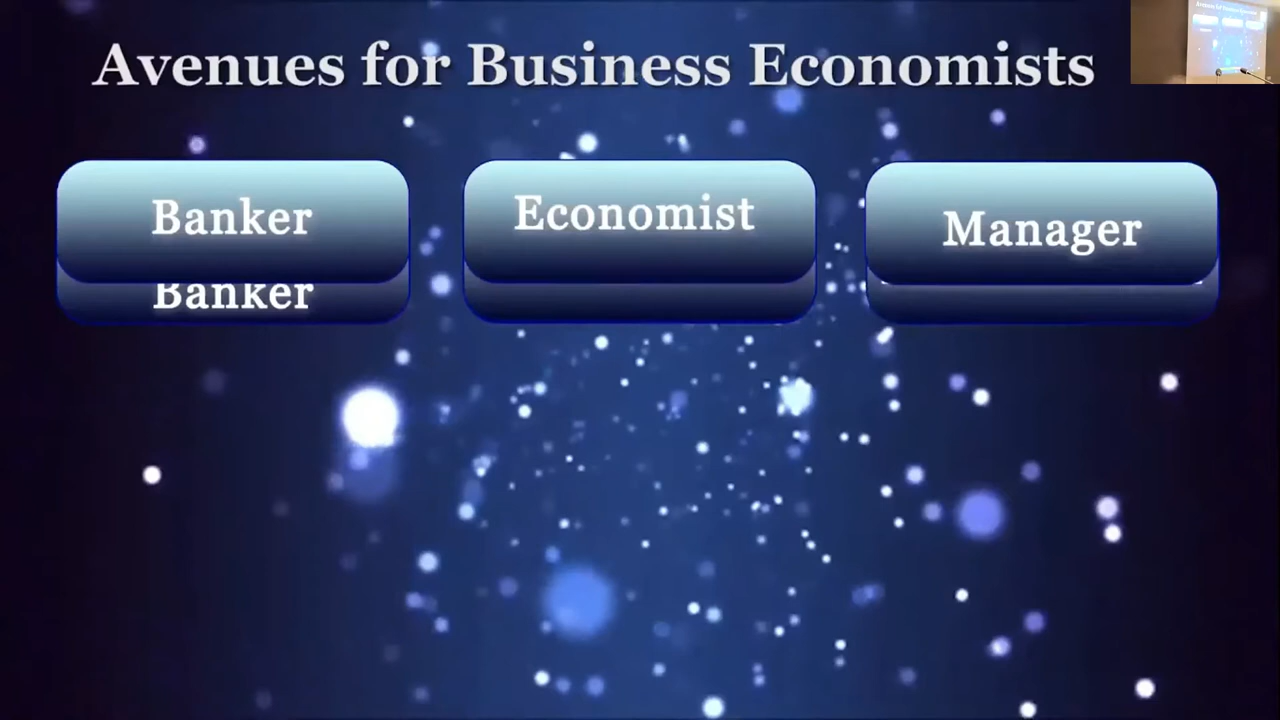 Avenues for Business Economists
Banker
Economist
Manager
Banker